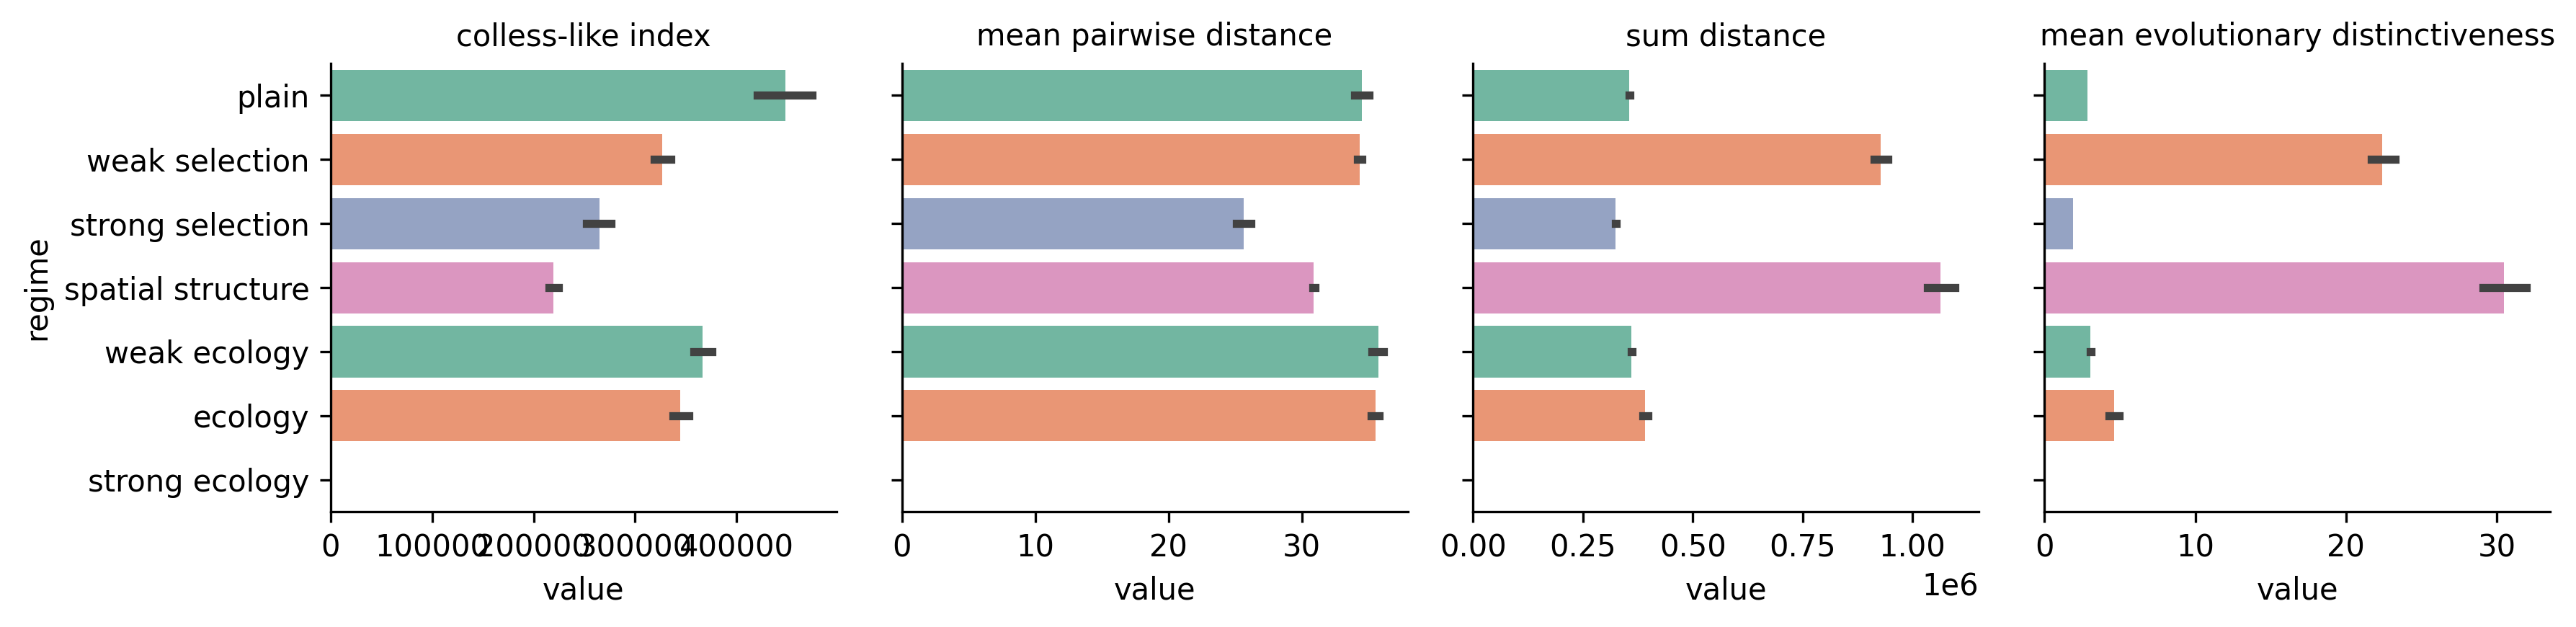 colless-like index
mean pairwise distance
sum distance
mean evolutionary distinctiveness
regime
plain
weak selection
strong selection
spatial structure
weak ecology
ecology
strong ecology
0 100000 200000 300000 400000
0 10 20 30
0.00 0.25 0.50 0.75 1.00
0 10 20 30
1e6
value
value
value
value